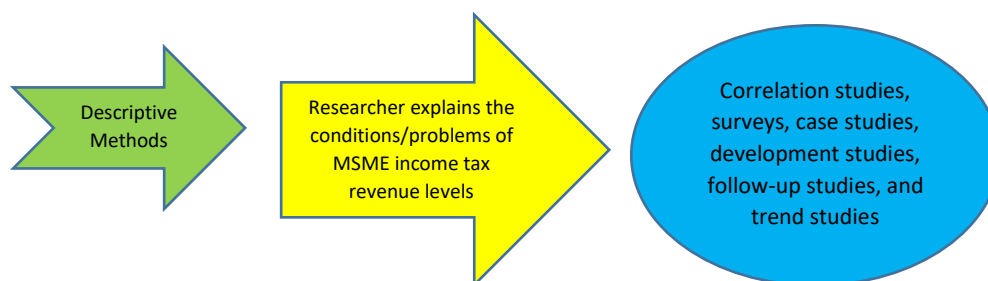 Descriptive
Methods
Researcher explains the
conditions/problems of
MSME income tax
revenue levels
Correlation studies,
surveys, case studies,
development studies,
follow-up studies, and
trend studies